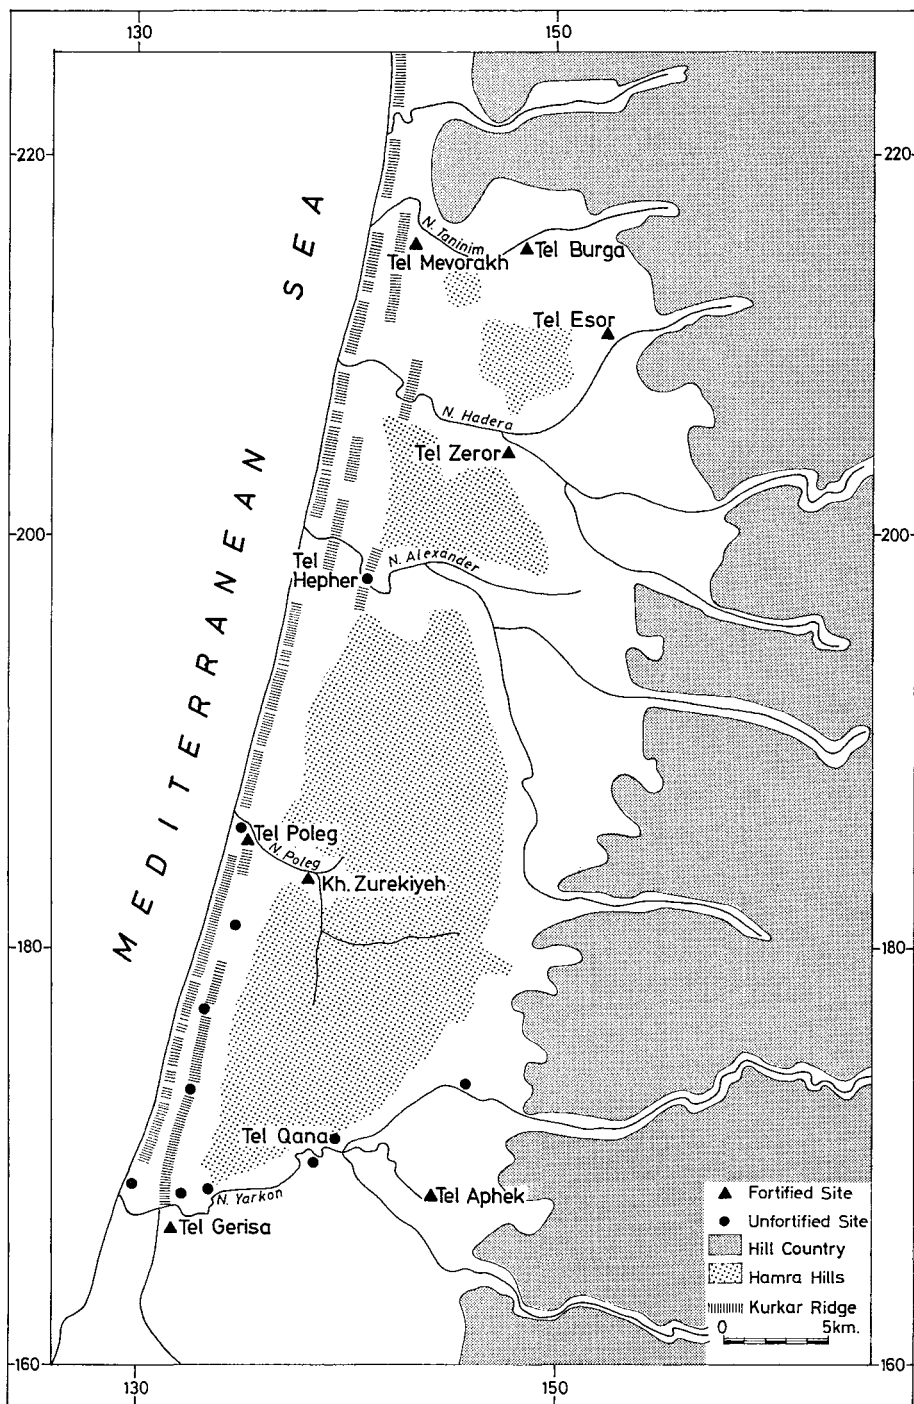 130 150
220 220
MEDITERRANEAN SEA
N. Taninim
Tel Mevorakh
Tel Burga
Tel Esor
N. Hadera
Tel Zeror
200 200
Tel
Hepher
N. Alexander
Tel Poleg
N. Poleg
Kh. Zurekiyeh
180 180
Tel Qana
N. Yarkon
Tel Aphek
Tel Gerisa
Fortified Site
Unfortified Site
Hill Country
Hamra Hills
Kurkar Ridge
0 5km.
160 160
130 150